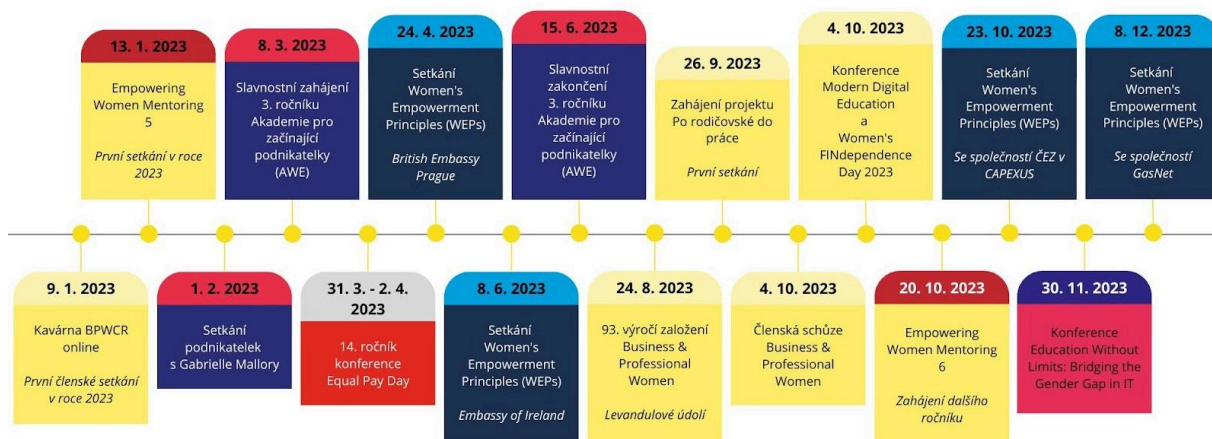 13. 1. 2023
Empowering
Women Mentoring
5
První setkání v roce
2023
8. 3. 2023
Slavnostní zahájení
3. ročníku
Akademie pro
začínající
podnikatelky
(AWE)
24. 4. 2023
Setkání
Women's
Empowerment
Principles (WEPs)
British Embassy
Prague
15. 6. 2023
Slavnostní
zakončení
3. ročníku
Akademie pro
začínající
podnikatelky
(AWE)
26. 9. 2023
Zahájení projektu
Po rodičovské do
práce
První setkání
4. 10. 2023
Konference
Modern Digital
Education
a
Women's
FINdependence
Day 2023
23. 10. 2023
Setkání
Women's
Empowerment
Principles (WEPs)
Se společností ČEZ v
CAPEXUS
8. 12. 2023
Setkání
Women's
Empowerment
Principles (WEPs)
Se společností
GasNet
9. 1. 2023
Kavárna BPWCR
online
První členské setkání
v roce 2023
1. 2. 2023
Setkání
podnikatelek
s Gabrielle Mallory
31. 3. - 2. 4.
2023
14. ročník
konference
Equal Pay Day
8. 6. 2023
Setkání
Women's
Empowerment
Principles (WEPs)
Embassy of Ireland
24. 8. 2023
93. výročí založení
Business &
Professional
Women
Levandulové údolí
4. 10. 2023
Členská schůze
Business &
Professional
Women
20. 10. 2023
Empowering
Women Mentoring
6
Zahájení dalšího
ročníku
30. 11. 2023
Konference
Education Without
Limits: Bridging the
Gender Gap in IT